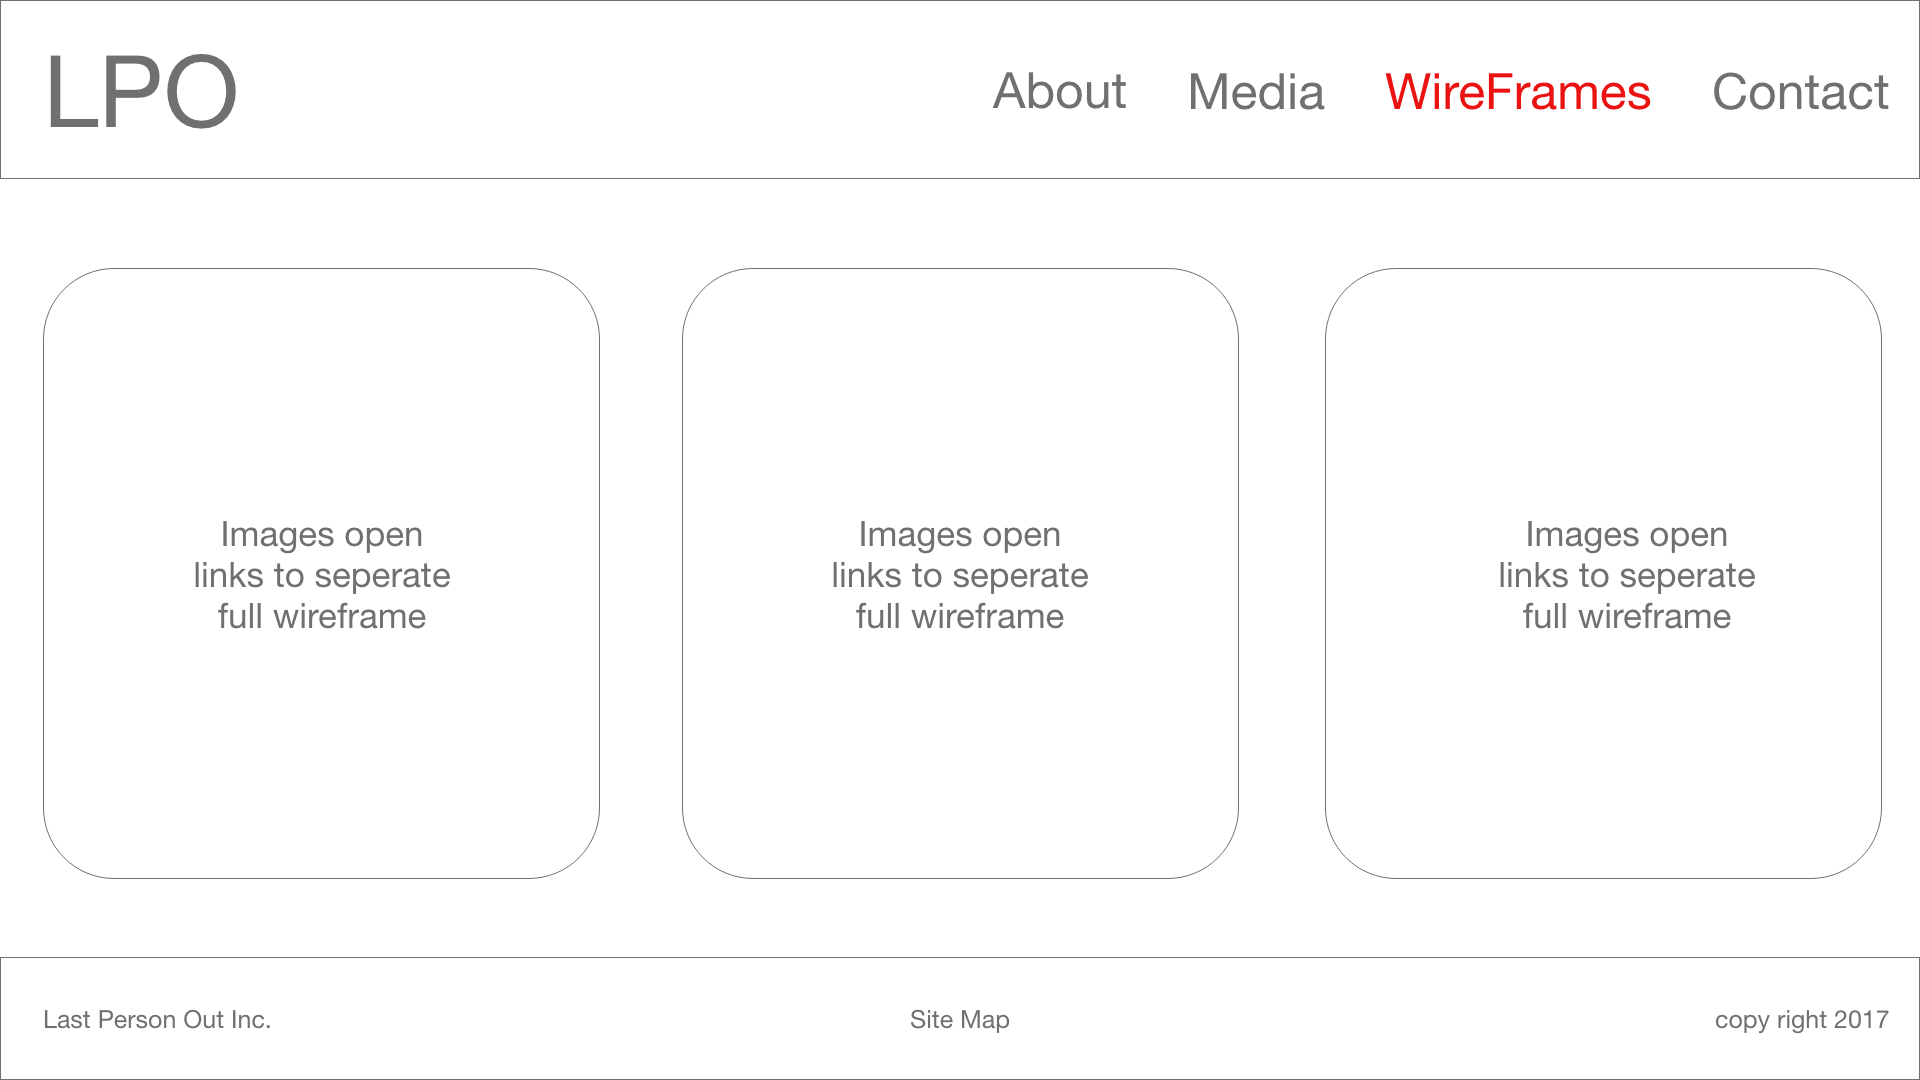 LPO
About Media WireFrames Contact
Images open
links to seperate
full wireframe
Images open
links to seperate
full wireframe
Images open
links to seperate
full wireframe
Last Person Out Inc. Site Map copy right 2017